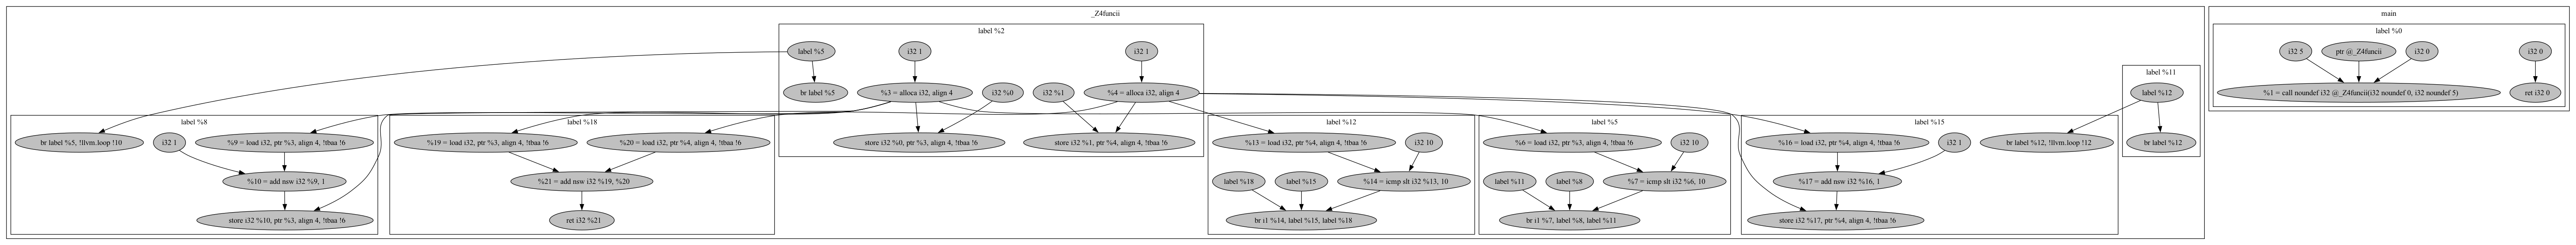 _Z4funcii
label %2
label %5
i32 1
i32 1
br label %5
%3 = alloca i32, align 4
i32 %0
i32 %1
%4 = alloca i32, align 4
store i32 %0, ptr %3, align 4, !tbaa !6
store i32 %1, ptr %4, align 4, !tbaa !6
label %8
br label %5, !llvm.loop !10
i32 1
%9 = load i32, ptr %3, align 4, !tbaa !6
%10 = add nsw i32 %9, 1
store i32 %10, ptr %3, align 4, !tbaa !6
label %18
%19 = load i32, ptr %3, align 4, !tbaa !6
%20 = load i32, ptr %4, align 4, !tbaa !6
%21 = add nsw i32 %19, %20
ret i32 %21
label %12
%13 = load i32, ptr %4, align 4, !tbaa !6
i32 10
label %18
label %15
%14 = icmp slt i32 %13, 10
br i1 %14, label %15, label %18
label %5
%6 = load i32, ptr %3, align 4, !tbaa !6
i32 10
label %11
label %8
%7 = icmp slt i32 %6, 10
br i1 %7, label %8, label %11
label %15
%16 = load i32, ptr %4, align 4, !tbaa !6
i32 1
br label %12, !llvm.loop !12
%17 = add nsw i32 %16, 1
store i32 %17, ptr %4, align 4, !tbaa !6
label %11
label %12
br label %12
main
label %0
i32 5
ptr @_Z4funcii
i32 0
i32 0
%1 = call noundef i32 @_Z4funcii(i32 noundef 0, i32 noundef 5)
ret i32 0